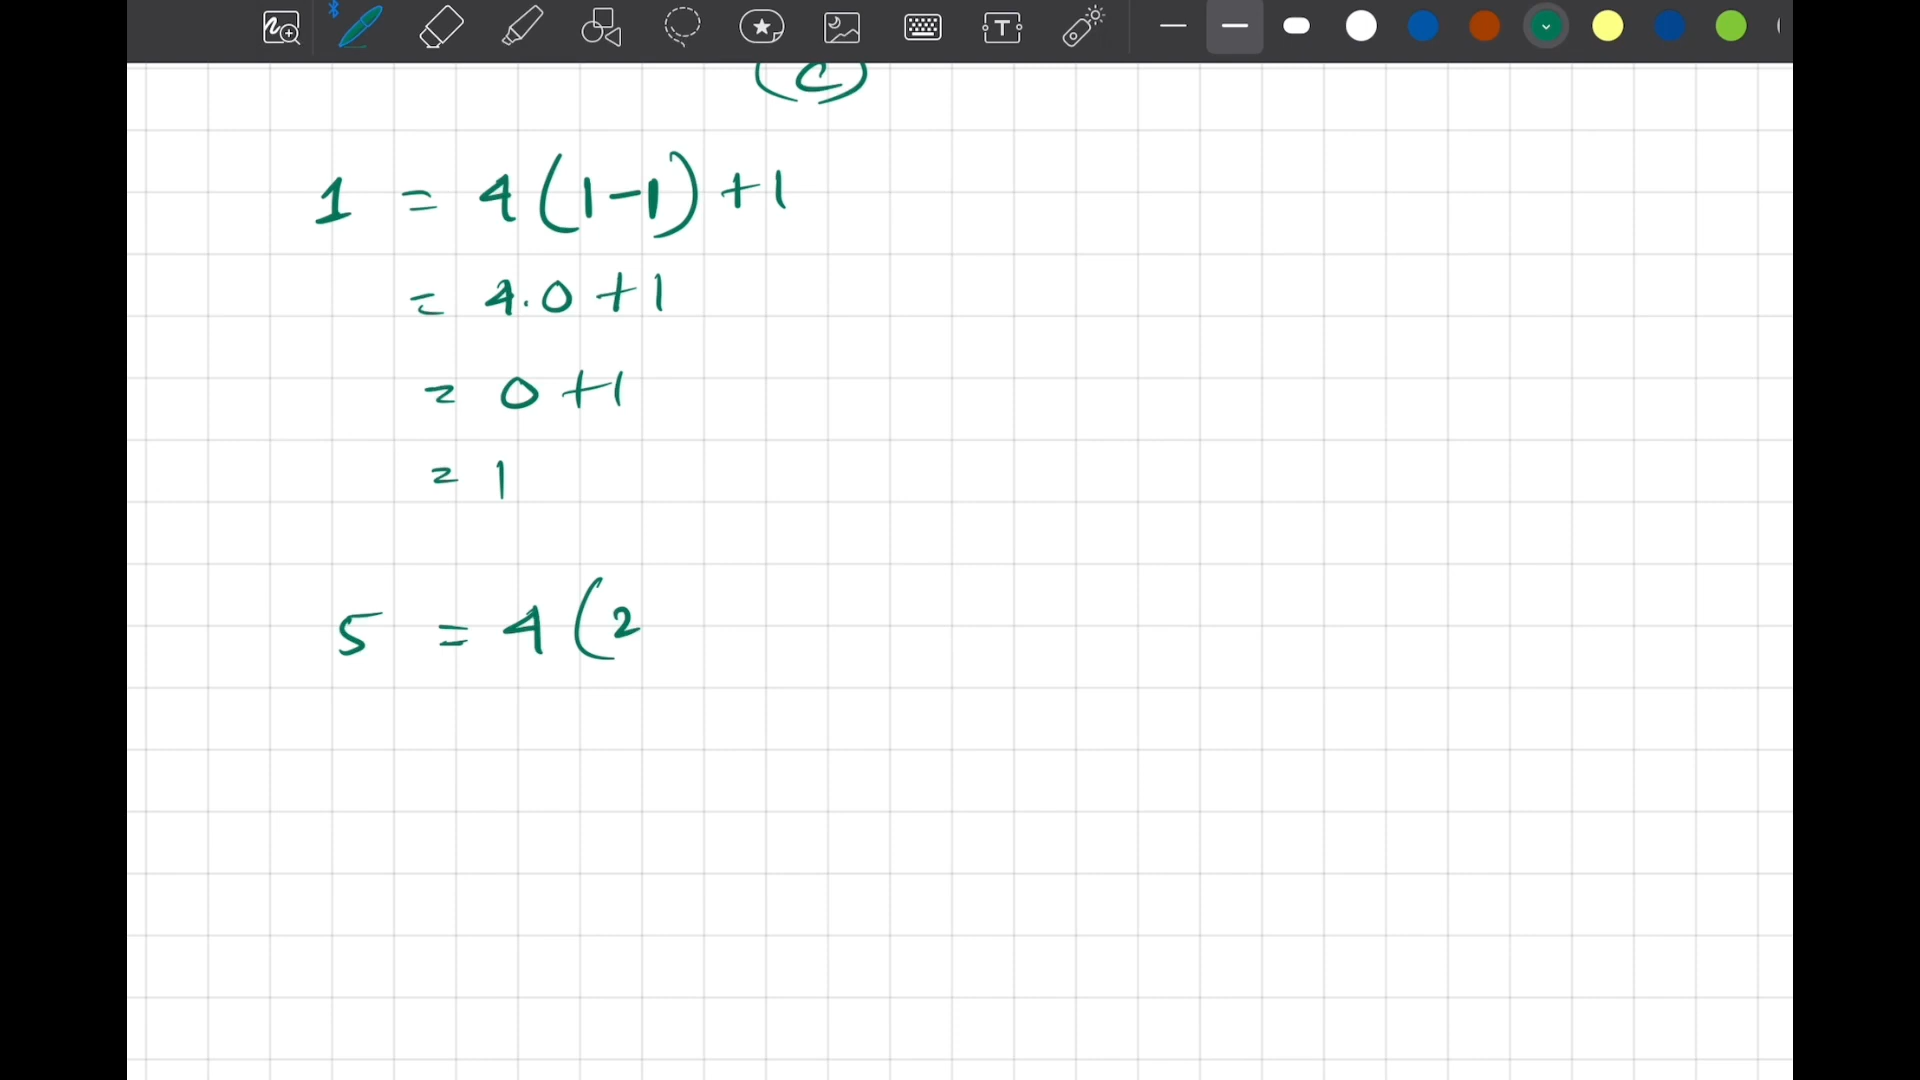 (C)
1 = 4(1-1)+1
= 4.0+1
= 0+1
= 1
5 = 4(2